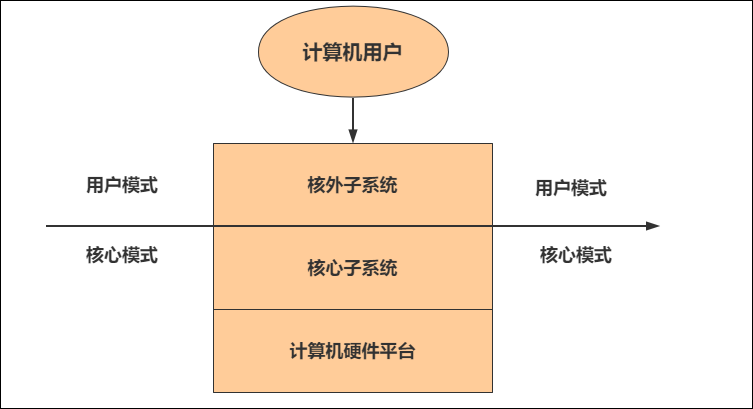 计算机用户
用户模式
核外子系统
用户模式
核心模式
核心子系统
核心模式
计算机硬件平台